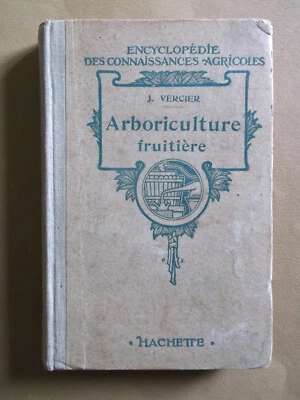 ENCYCLOPÉDIE
DES CONNAISSANCES AGRICOLES
J. VERCIER
Arboriculture
fruitière
HACHETTE